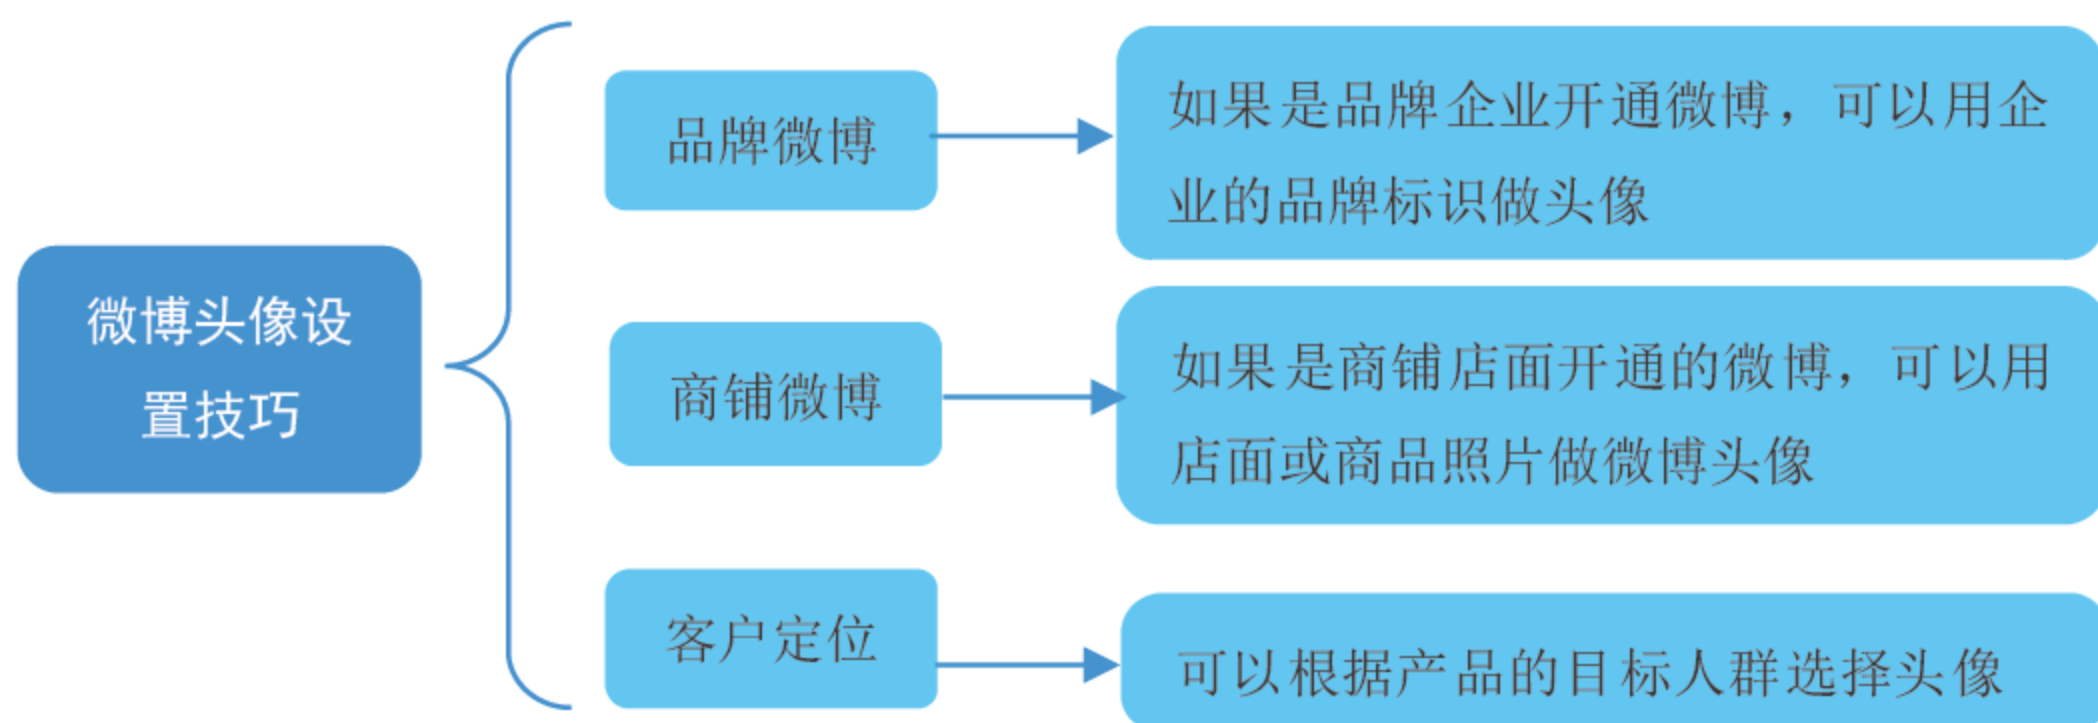 微博头像设
置技巧
品牌微博
如果是品牌企业开通微博，可以用企
业的品牌标识做头像
商铺微博
如果是商铺店面开通的微博，可以用
店面或商品照片做微博头像
客户定位
可以根据产品的目标人群选择头像